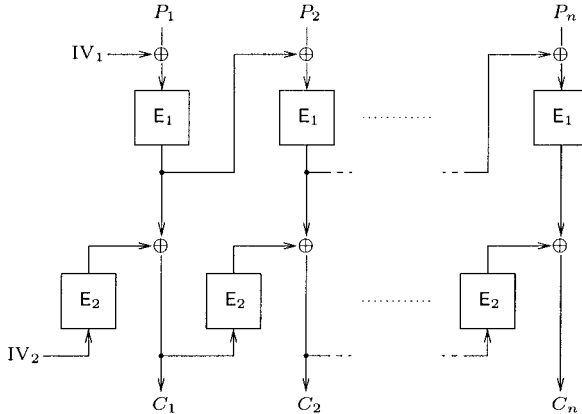 P₁ P₂ Pₙ
IV₁
E₁ E₁ E₁
E₂ E₂ E₂
IV₂
C₁ C₂ Cₙ